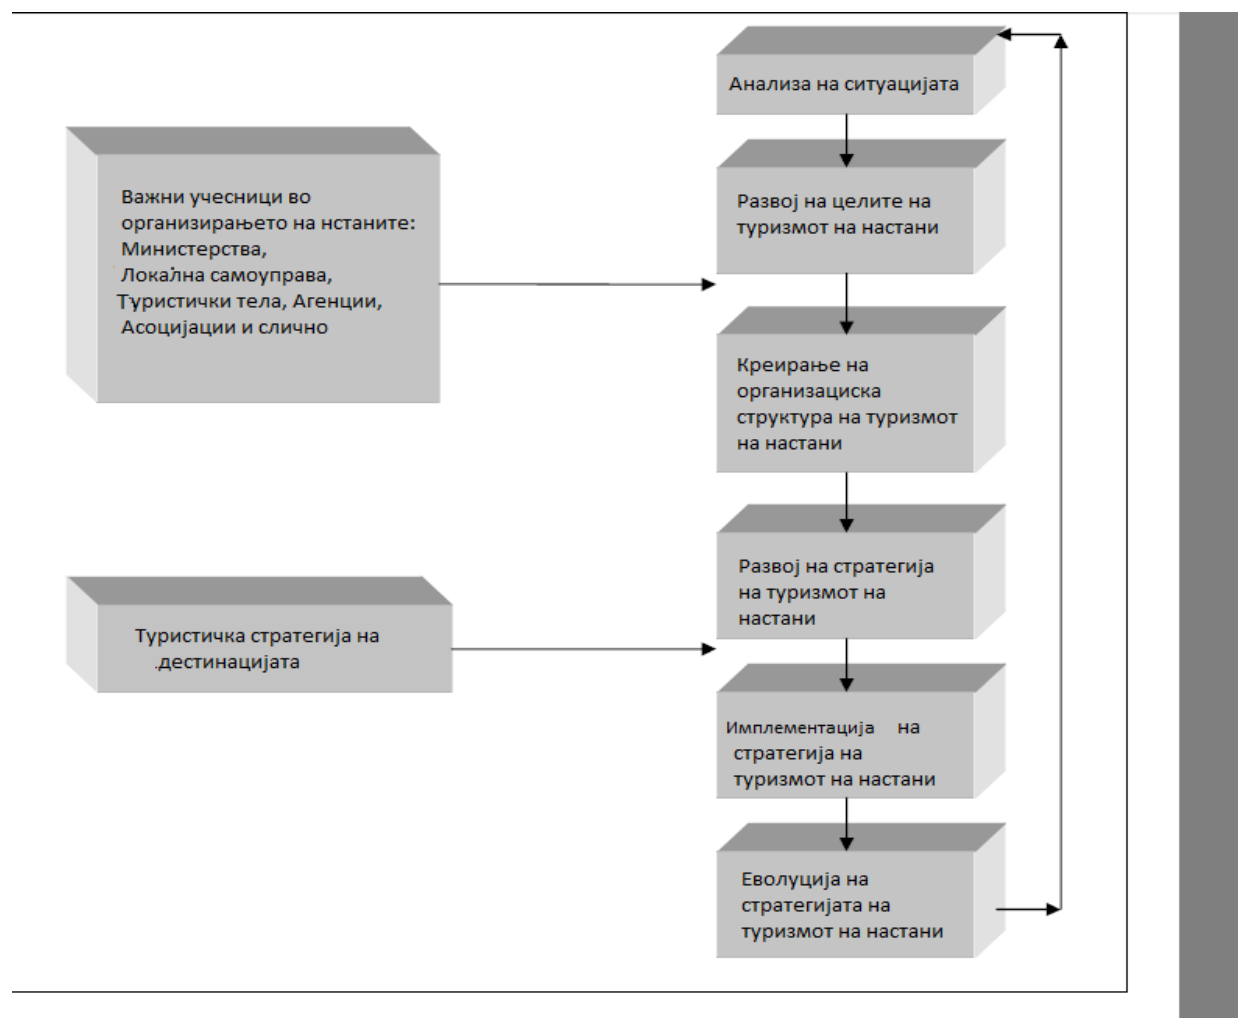 Анализа на ситуацијата
Важни учесници во
организирањето на нстаните:
Министерства,
Локална самоуправа,
Туристички тела, Агенции,
Асоцијации и слично
Развој на целите на
туризмот на настани
Креирање на
организациска
структура на туризмот
на настани
Развој на стратегија
на туризмот на
настани
Туристичка стратегија на
.дестинацијата
Имплементација на
стратегија на
туризмот на настани
Еволуција на
стратегијата на
туризмот на настани